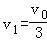 v₁ = v₀/3